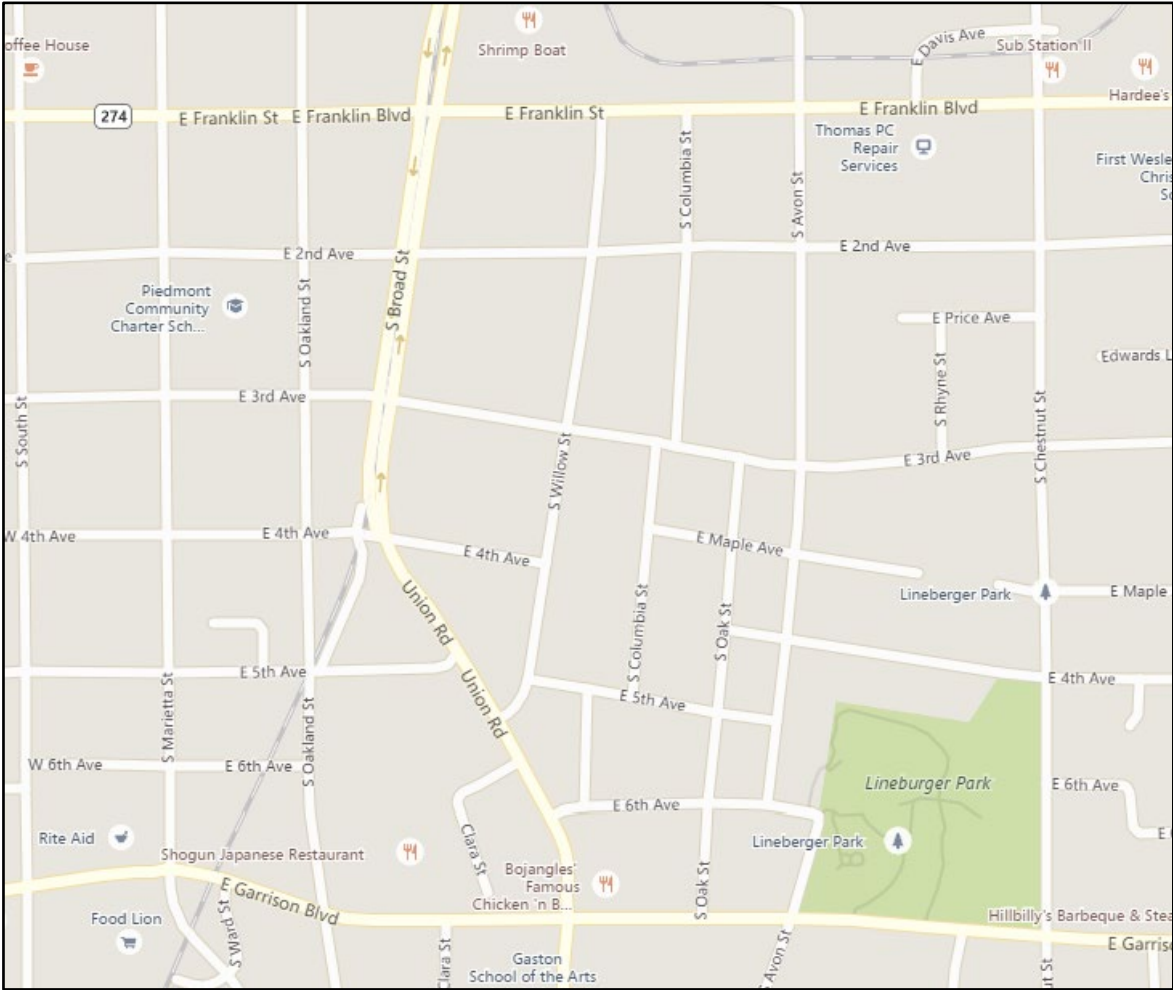 offee House
Shrimp Boat
E Davis Ave
Sub Station II
Hardee's
274
E Franklin St
E Franklin Blvd
E Franklin St
E Franklin Blvd
Thomas PC
Repair
Services
First Wesle
Chris
Sc
S Columbia St
S Avon St
E 2nd Ave
E 2nd Ave
S Broad St
Piedmont
Community
Charter Sch...
S Oakland St
E Price Ave
Edwards L
S Rhyne St
E 3rd Ave
S South St
S Chestnut St
S Willow St
E 3rd Ave
W 4th Ave
E 4th Ave
E 4th Ave
E Maple Ave
Lineberger Park
E Maple
Union Rd
S Columbia St
S Oak St
E 5th Ave
Union Rd
E 5th Ave
E 4th Ave
S Marietta St
S Oakland St
W 6th Ave
E 6th Ave
Lineburger Park
E 6th Ave
E 6th Ave
Rite Aid
Shogun Japanese Restaurant
Clara St
Lineberger Park
E
Bojangles'
Famous
Chicken 'n B...
E Garrison Blvd
S Oak St
Food Lion
S Ward St
Hillbilly's Barbeque & Stea
E Garriso
Clara St
Gaston
School of the Arts
S Avon St
ut St